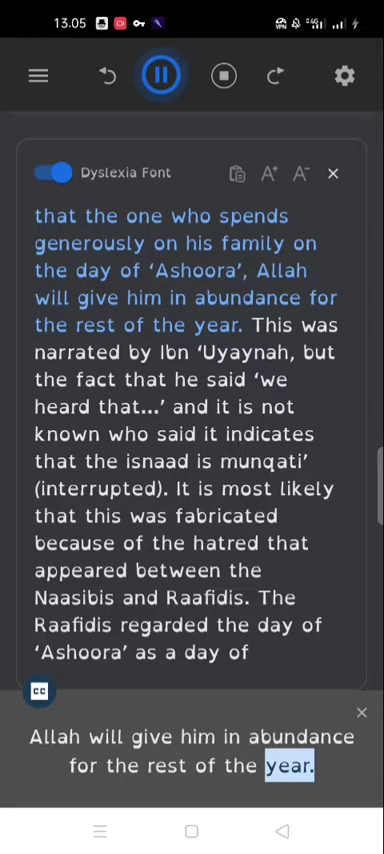 13.05
VPN
4G
Dyslexia Font
A+
A-
that the one who spends
generously on his family on
the day of ‘Ashoora’, Allah
will give him in abundance for
the rest of the year. This was
narrated by Ibn ‘Uyaynah, but
the fact that he said ‘we
heard that...’ and it is not
known who said it indicates
that the isnaad is munqati’
(interrupted). It is most likely
that this was fabricated
because of the hatred that
appeared between the
Naasibis and Raafidis. The
Raafidis regarded the day of
‘Ashoora’ as a day of
CC
Allah will give him in abundance
for the rest of the year.